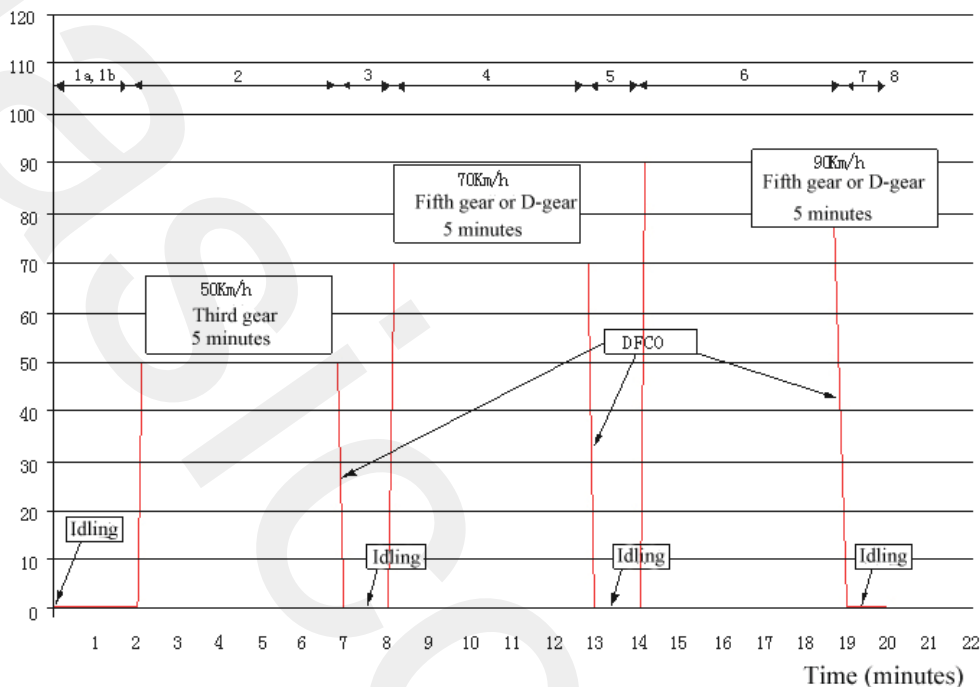 120
110
100
90
80
70
60
50
40
30
20
10
0
1a, 1b
2
3
4
5
6
7
8
50Km/h
Third gear
5 minutes
70Km/h
Fifth gear or D-gear
5 minutes
90Km/h
Fifth gear or D-gear
5 minutes
DFCO
Idling
Idling
Idling
Idling
1 2 3 4 5 6 7 8 9 10 11 12 13 14 15 16 17 18 19 20 21 22
Time (minutes)